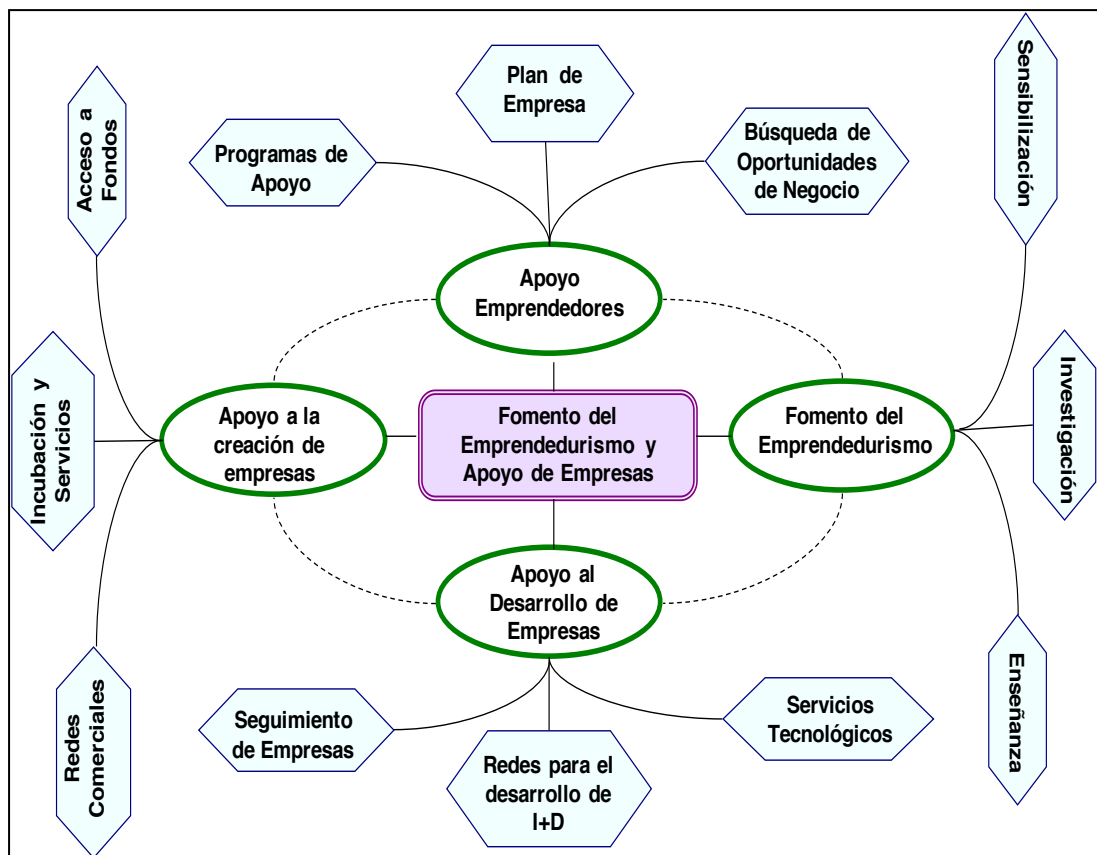 Plan de
Empresa
Sensibilización
Acceso a
Fondos
Programas de
Apoyo
Búsqueda de
Oportunidades
de Negocio
Apoyo
Emprendedores
Incubación y
Servicios
Apoyo a la
creación de
empresas
Fomento del
Emprendedurismo y
Apoyo de Empresas
Fomento del
Emprendedurismo
Investigación
Apoyo al
Desarrollo de
Empresas
Redes
Comerciales
Seguimiento
de Empresas
Redes para el
desarrollo de
I+D
Servicios
Tecnológicos
Enseñanza